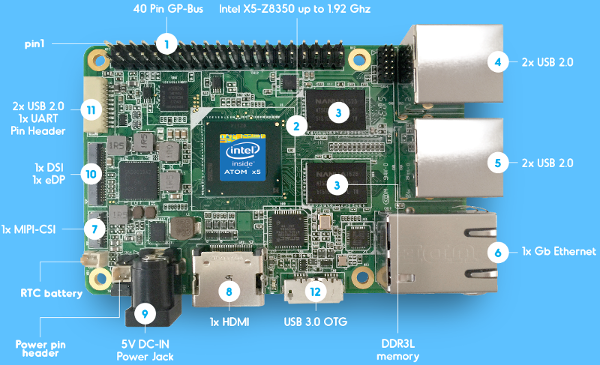 40 Pin GP-Bus
Intel X5-Z8350 up to 1.92 Ghz
pin1
1
4
2x USB 2.0
2x USB 2.0
1x UART
Pin Header
11
2
3
intel
inside
ATOM x5
5
2x USB 2.0
1x DSI
1x eDP
10
3
1x MIPI-CSI
7
6
1x Gb Ethernet
RTC battery
8
12
9
Power pin
header
5V DC-IN
Power Jack
1x HDMI
USB 3.0 OTG
DDR3L
memory